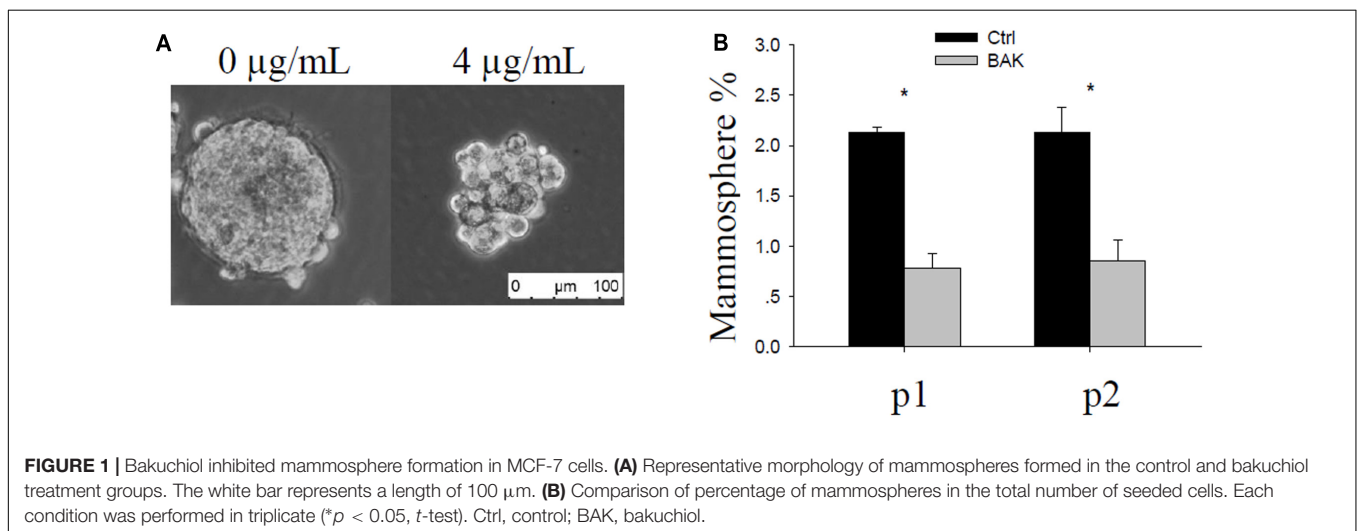 A
0 µg/mL 4 µg/mL
0 µm 100
B
Ctrl
BAK
Mammosphere %
3.0
2.5
2.0
1.5
1.0
.5
0.0
*
*
p1 p2
FIGURE 1 | Bakuchiol inhibited mammosphere formation in MCF-7 cells. (A) Representative morphology of mammospheres formed in the control and bakuchiol
treatment groups. The white bar represents a length of 100 µm. (B) Comparison of percentage of mammospheres in the total number of seeded cells. Each
condition was performed in triplicate (*p < 0.05, t-test). Ctrl, control; BAK, bakuchiol.